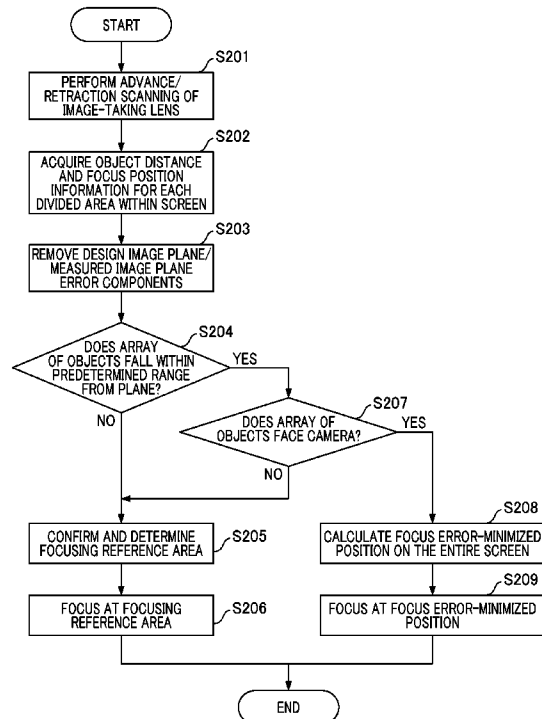 START
S201
PERFORM ADVANCE/
RETRACTION SCANNING OF
IMAGE-TAKING LENS
S202
ACQUIRE OBJECT DISTANCE
AND FOCUS POSITION
INFORMATION FOR EACH
DIVIDED AREA WITHIN SCREEN
S203
REMOVE DESIGN IMAGE PLANE/
MEASURED IMAGE PLANE
ERROR COMPONENTS
S204
DOES ARRAY
OF OBJECTS FALL WITHIN
PREDETERMINED RANGE
FROM PLANE?
YES
NO
S207
DOES ARRAY OF
OBJECTS FACE CAMERA?
YES
NO
S205
CONFIRM AND DETERMINE
FOCUSING REFERENCE AREA
S208
CALCULATE FOCUS ERROR-MINIMIZED
POSITION ON THE ENTIRE SCREEN
S206
FOCUS AT FOCUSING
REFERENCE AREA
S209
FOCUS AT FOCUS ERROR-MINIMIZED
POSITION
END